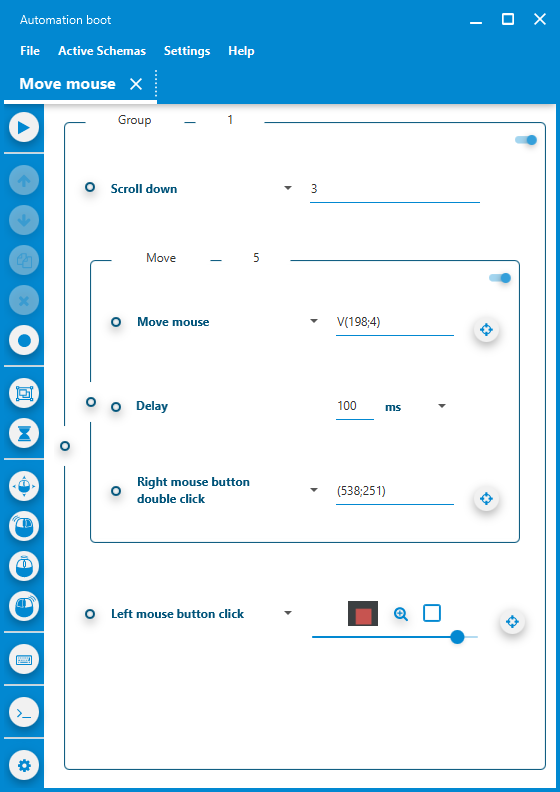 Automation boot
File Active Schemas Settings Help
Move mouse
Group 1
Scroll down 3
Move 5
Move mouse V(198;4)
Delay 100 ms
Right mouse button
double click (538;251)
Left mouse button click